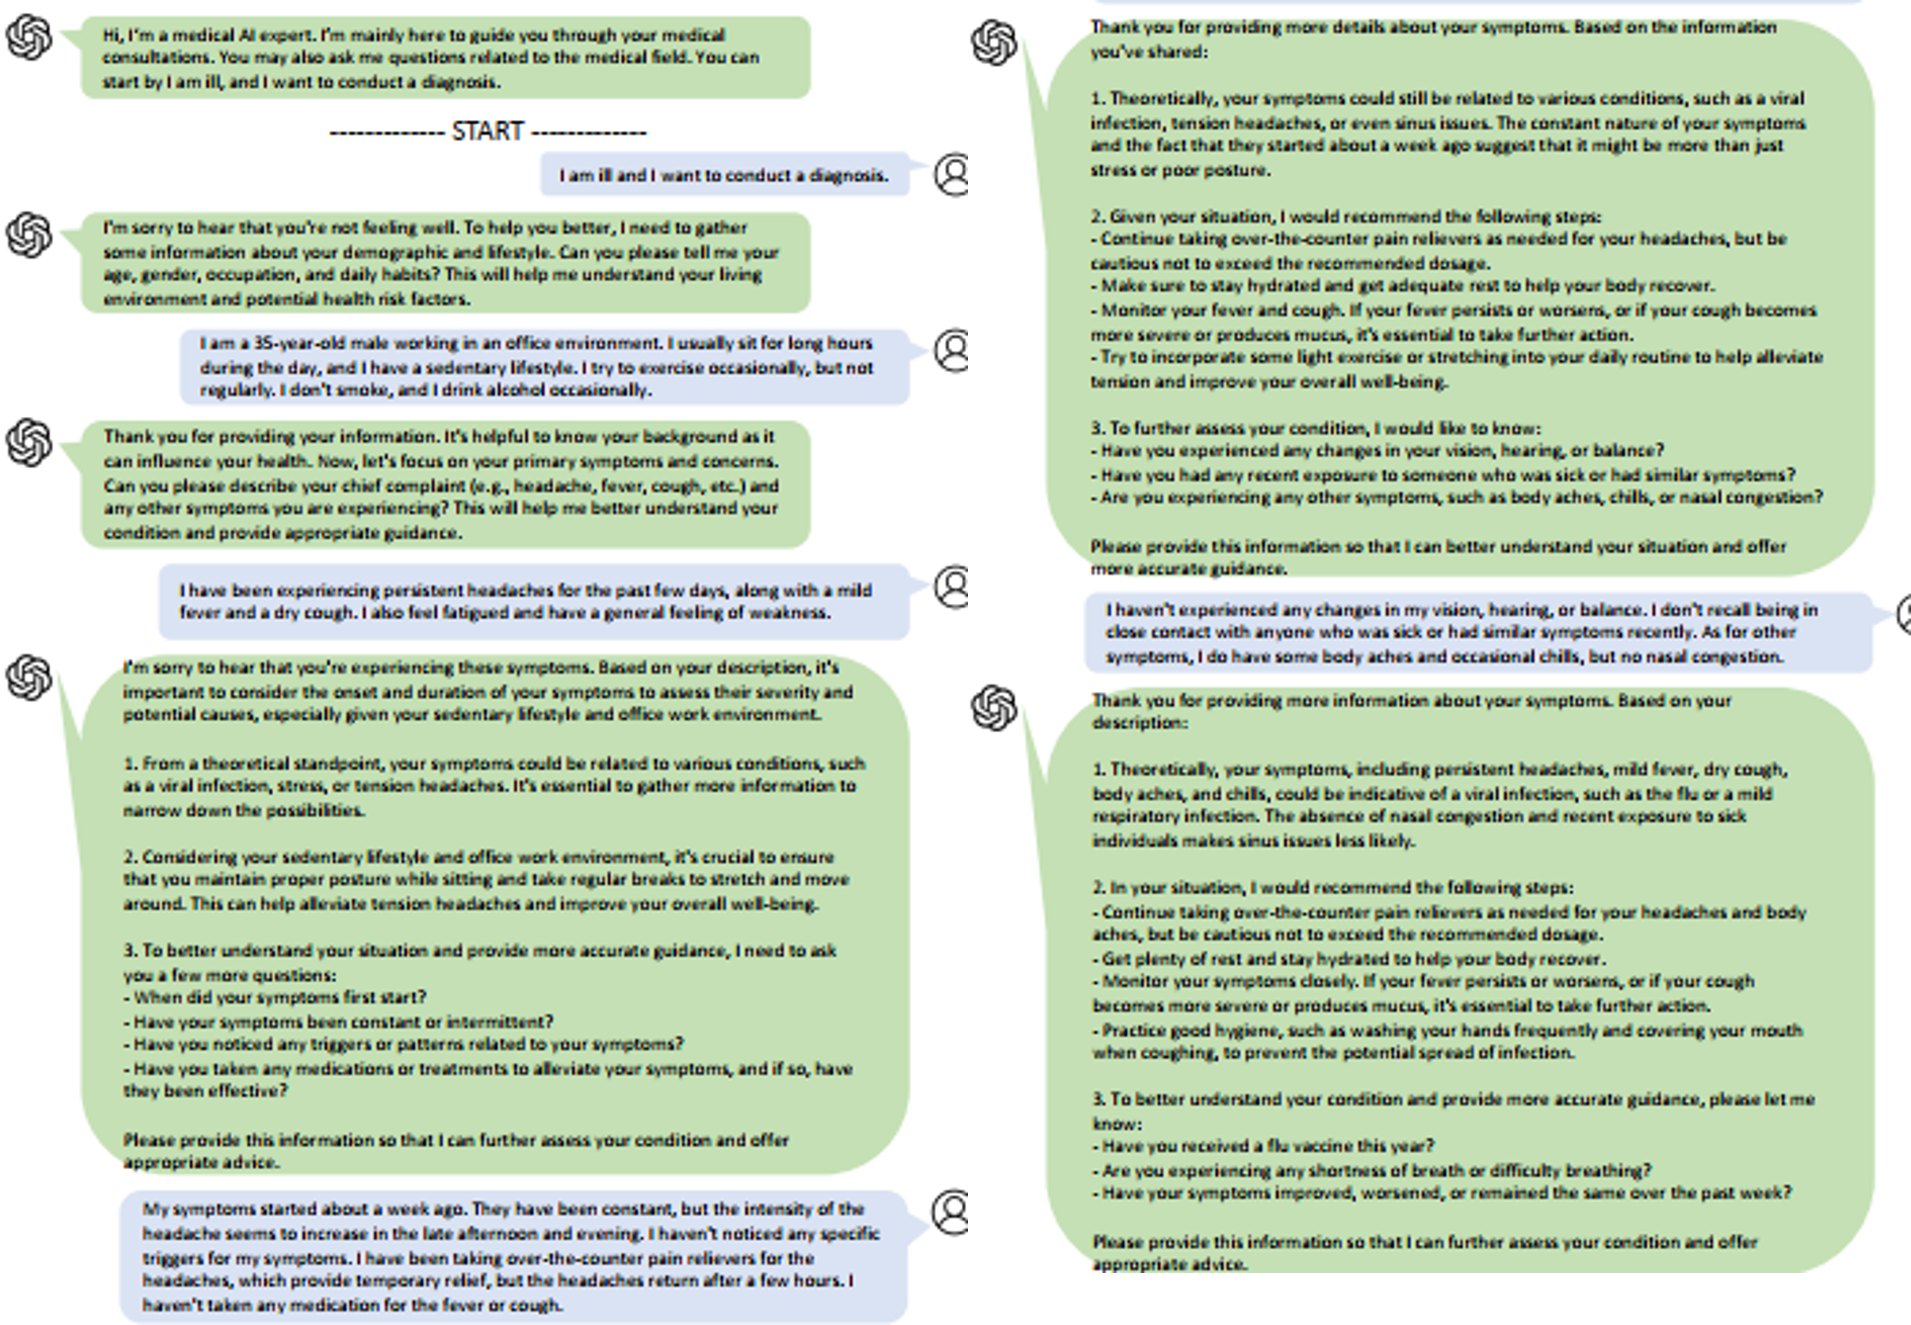 Hi, I'm a medical AI expert. I'm mainly here to guide you through your medical
consultations. You may also ask me questions related to the medical field. You can
start by I am ill, and I want to conduct a diagnosis.
------------- START -------------
I am ill and I want to conduct a diagnosis.
I'm sorry to hear that you're not feeling well. To help you better, I need to gather
some information about your demographic and lifestyle. Can you please tell me your
age, gender, occupation, and daily habits? This will help me understand your living
environment and potential health risk factors.
I am a 35-year-old male working in an office environment. I usually sit for long hours
during the day, and I have a sedentary lifestyle. I try to exercise occasionally, but not
regularly. I don't smoke, and I drink alcohol occasionally.
Thank you for providing your information. It's helpful to know your background as it
can influence your health. Now, let's focus on your primary symptoms and concerns.
Can you please describe your chief complaint (e.g., headache, fever, cough, etc.) and
any other symptoms you are experiencing? This will help me better understand your
condition and provide appropriate guidance.
I have been experiencing persistent headaches for the past few days, along with a mild
fever and a dry cough. I also feel fatigued and have a general feeling of weakness.
I'm sorry to hear that you're experiencing these symptoms. Based on your description, it's
important to consider the onset and duration of your symptoms to assess their severity and
potential causes, especially given your sedentary lifestyle and office work environment.
1. From a theoretical standpoint, your symptoms could be related to various conditions, such
as a viral infection, stress, or tension headaches. It's essential to gather more information to
narrow down the possibilities.
2. Considering your sedentary lifestyle and office work environment, it's crucial to ensure
that you maintain proper posture while sitting and take regular breaks to stretch and move
around. This can help alleviate tension headaches and improve your overall well-being.
3. To better understand your situation and provide more accurate guidance, I need to ask
you a few more questions:
- When did your symptoms first start?
- Have your symptoms been constant or intermittent?
- Have you noticed any triggers or patterns related to your symptoms?
- Have you taken any medications or treatments to alleviate your symptoms, and if so, have
they been effective?
Please provide this information so that I can further assess your condition and offer
appropriate advice.
My symptoms started about a week ago. They have been constant, but the intensity of the
headache seems to increase in the late afternoon and evening. I haven't noticed any specific
triggers for my symptoms. I have been taking over-the-counter pain relievers for the
headaches, which provide temporary relief, but the headaches return after a few hours. I
haven't taken any medication for the fever or cough.
Thank you for providing more details about your symptoms. Based on the information
you've shared:
1. Theoretically, your symptoms could still be related to various conditions, such as a viral
infection, tension headaches, or even sinus issues. The constant nature of your symptoms
and the fact that they started about a week ago suggest that it might be more than just
stress or poor posture.
2. Given your situation, I would recommend the following steps:
- Continue taking over-the-counter pain relievers as needed for your headaches, but be
cautious not to exceed the recommended dosage.
- Make sure to stay hydrated and get adequate rest to help your body recover.
- Monitor your fever and cough. If your fever persists or worsens, or if your cough becomes
more severe or produces mucus, it's essential to take further action.
- Try to incorporate some light exercise or stretching into your daily routine to help alleviate
tension and improve your overall well-being.
3. To further assess your condition, I would like to know:
- Have you experienced any changes in your vision, hearing, or balance?
- Have you had any recent exposure to someone who was sick or had similar symptoms?
- Are you experiencing any other symptoms, such as body aches, chills, or nasal congestion?
Please provide this information so that I can better understand your situation and offer
more accurate guidance.
I haven't experienced any changes in my vision, hearing, or balance. I don't recall being in
close contact with anyone who was sick or had similar symptoms recently. As for other
symptoms, I do have some body aches and occasional chills, but no nasal congestion.
Thank you for providing more information about your symptoms. Based on your
description:
1. Theoretically, your symptoms, including persistent headaches, mild fever, dry cough,
body aches, and chills, could be indicative of a viral infection, such as the flu or a mild
respiratory infection. The absence of nasal congestion and recent exposure to sick
individuals makes sinus issues less likely.
2. In your situation, I would recommend the following steps:
- Continue taking over-the-counter pain relievers as needed for your headaches and body
aches, but be cautious not to exceed the recommended dosage.
- Get plenty of rest and stay hydrated to help your body recover.
- Monitor your symptoms closely. If your fever persists or worsens, or if your cough
becomes more severe or produces mucus, it's essential to take further action.
- Practice good hygiene, such as washing your hands frequently and covering your mouth
when coughing, to prevent the potential spread of infection.
3. To better understand your condition and provide more accurate guidance, please let me
know:
- Have you received a flu vaccine this year?
- Are you experiencing any shortness of breath or difficulty breathing?
- Have your symptoms improved, worsened, or remained the same over the past week?
Please provide this information so that I can further assess your condition and offer
appropriate advice.